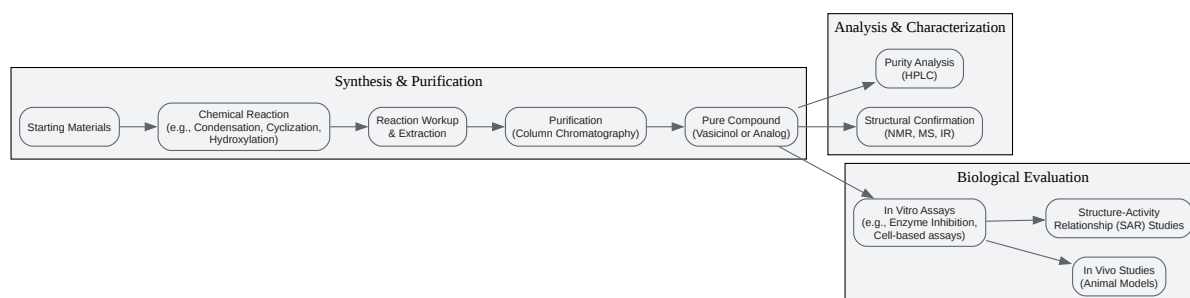 Synthesis & Purification
Starting Materials
Chemical Reaction
(e.g., Condensation, Cyclization,
Hydroxylation)
Reaction Workup
& Extraction
Purification
(Column Chromatography)
Pure Compound
(Vasicinol or Analog)
Analysis & Characterization
Purity Analysis
(HPLC)
Structural Confirmation
(NMR, MS, IR)
Biological Evaluation
In Vitro Assays
(e.g., Enzyme Inhibition,
Cell-based assays)
Structure-Activity
Relationship (SAR) Studies
In Vivo Studies
(Animal Models)